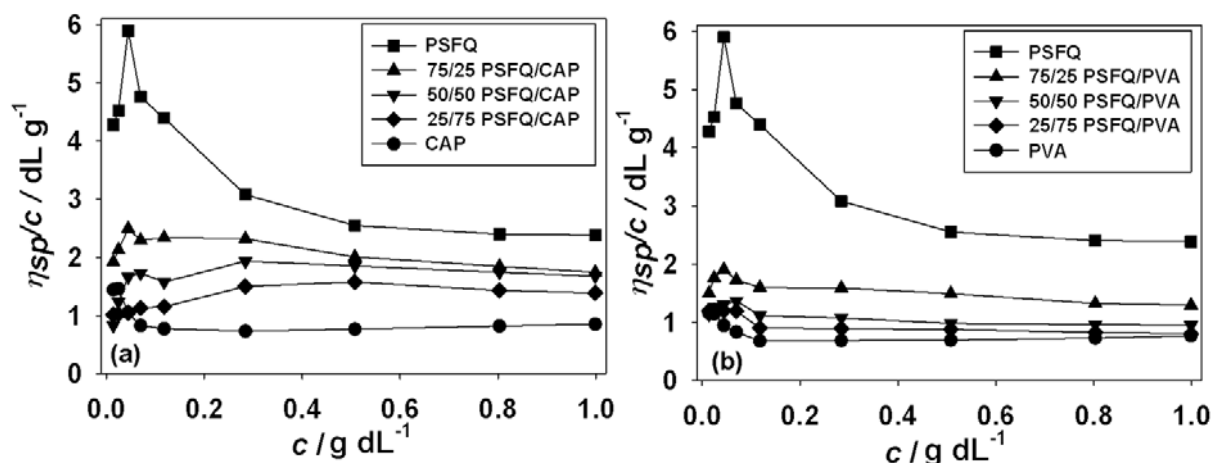 6
5
4
3
2
1
0
ηsp/c / dL g⁻¹
PSFQ
75/25 PSFQ/CAP
50/50 PSFQ/CAP
25/75 PSFQ/CAP
CAP
(a)
0.0 0.2 0.4 0.6 0.8 1.0
c / g dL⁻¹
6
5
4
3
2
1
0
ηsp/c / dL g⁻¹
PSFQ
75/25 PSFQ/PVA
50/50 PSFQ/PVA
25/75 PSFQ/PVA
PVA
(b)
0.0 0.2 0.4 0.6 0.8 1.0
c / g dL⁻¹